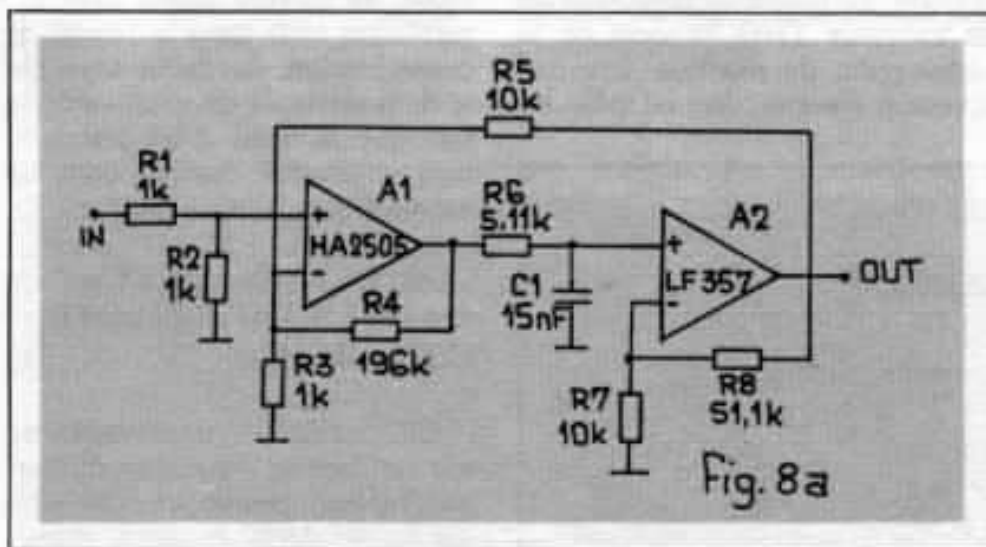 R5
10k
R1
1k
IN
R2
1k
+
A1
HA2505
-
R4
196k
R3
1k
R6
5.11k
C1
15nF
+
A2
LF357
-
OUT
R8
51,1k
R7
10k
Fig. 8a